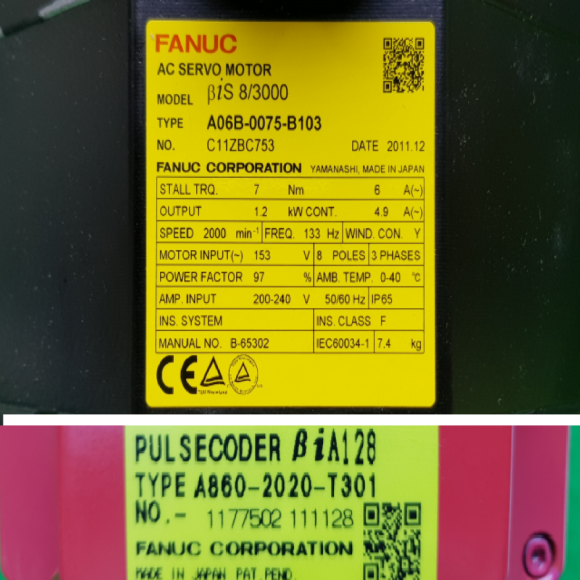 FANUC
AC SERVO MOTOR
MODEL βiS 8/3000
TYPE A06B-0075-B103
NO. C11ZBC753 DATE 2011.12
FANUC CORPORATION YAMANASHI, MADE IN JAPAN
STALL TRQ. 7 Nm 6 A(~)
OUTPUT 1.2 kW CONT. 4.9 A(~)
SPEED 2000 min⁻¹ FREQ. 133 Hz WIND. CON. Y
MOTOR INPUT(~) 153 V 8 POLES 3 PHASES
POWER FACTOR 97 % AMB. TEMP. 0-40 °C
AMP. INPUT 200-240 V 50/60 Hz IP65
INS. SYSTEM INS. CLASS F
MANUAL NO. B-65302 IEC60034-1 7.4 kg
CE
PULSECODER βiA128
TYPE A860-2020-T301
NO.- 1177502 111128
FANUC CORPORATION
MADE IN JAPAN PAT.PEND.